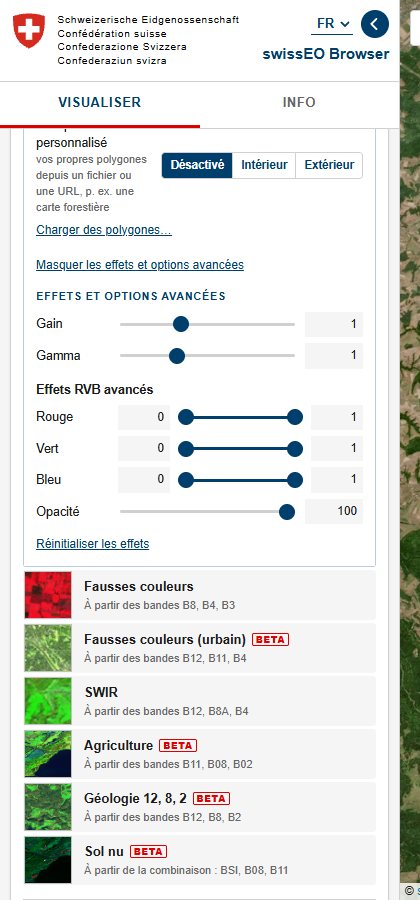 Schweizerische Eidgenossenschaft
Confédération suisse
Confederazione Svizzera
Confederaziun svizra
FR
swissEO Browser
VISUALISER
INFO
personnalisé
vos propres polygones
depuis un fichier ou
une URL, p. ex. une
carte forestière
Désactivé
Intérieur
Extérieur
Charger des polygones…
Masquer les effets et options avancées
EFFETS ET OPTIONS AVANCÉES
Gain 1
Gamma 1
Effets RVB avancés
Rouge 0 1
Vert 0 1
Bleu 0 1
Opacité 100
Réinitialiser les effets
Fausses couleurs
À partir des bandes B8, B4, B3
Fausses couleurs (urbain) BETA
À partir des bandes B12, B11, B4
SWIR
À partir des bandes B12, B8A, B4
Agriculture BETA
À partir des bandes B11, B08, B02
Géologie 12, 8, 2 BETA
À partir des bandes B12, B8, B2
Sol nu BETA
À partir de la combinaison : BSI, B08, B11
©